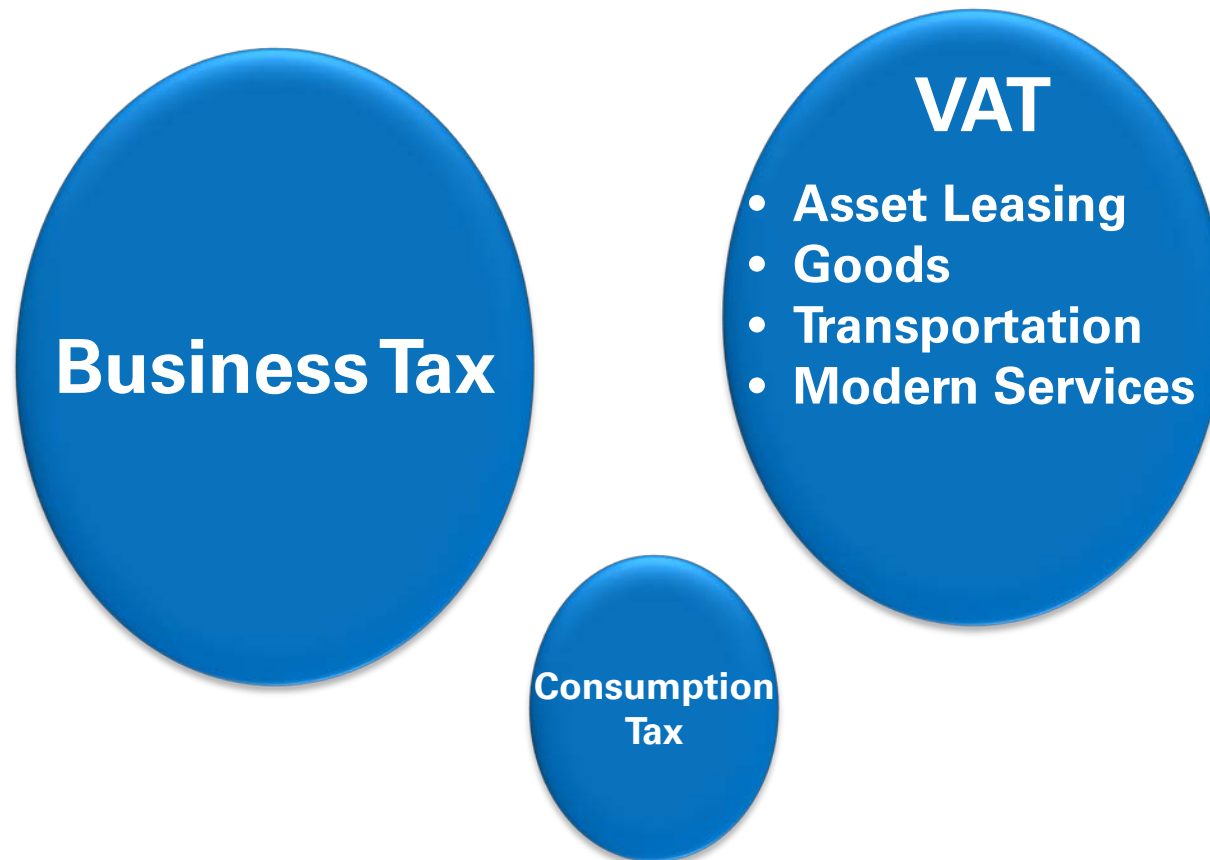 Business Tax
VAT
• Asset Leasing
• Goods
• Transportation
• Modern Services
Consumption
Tax